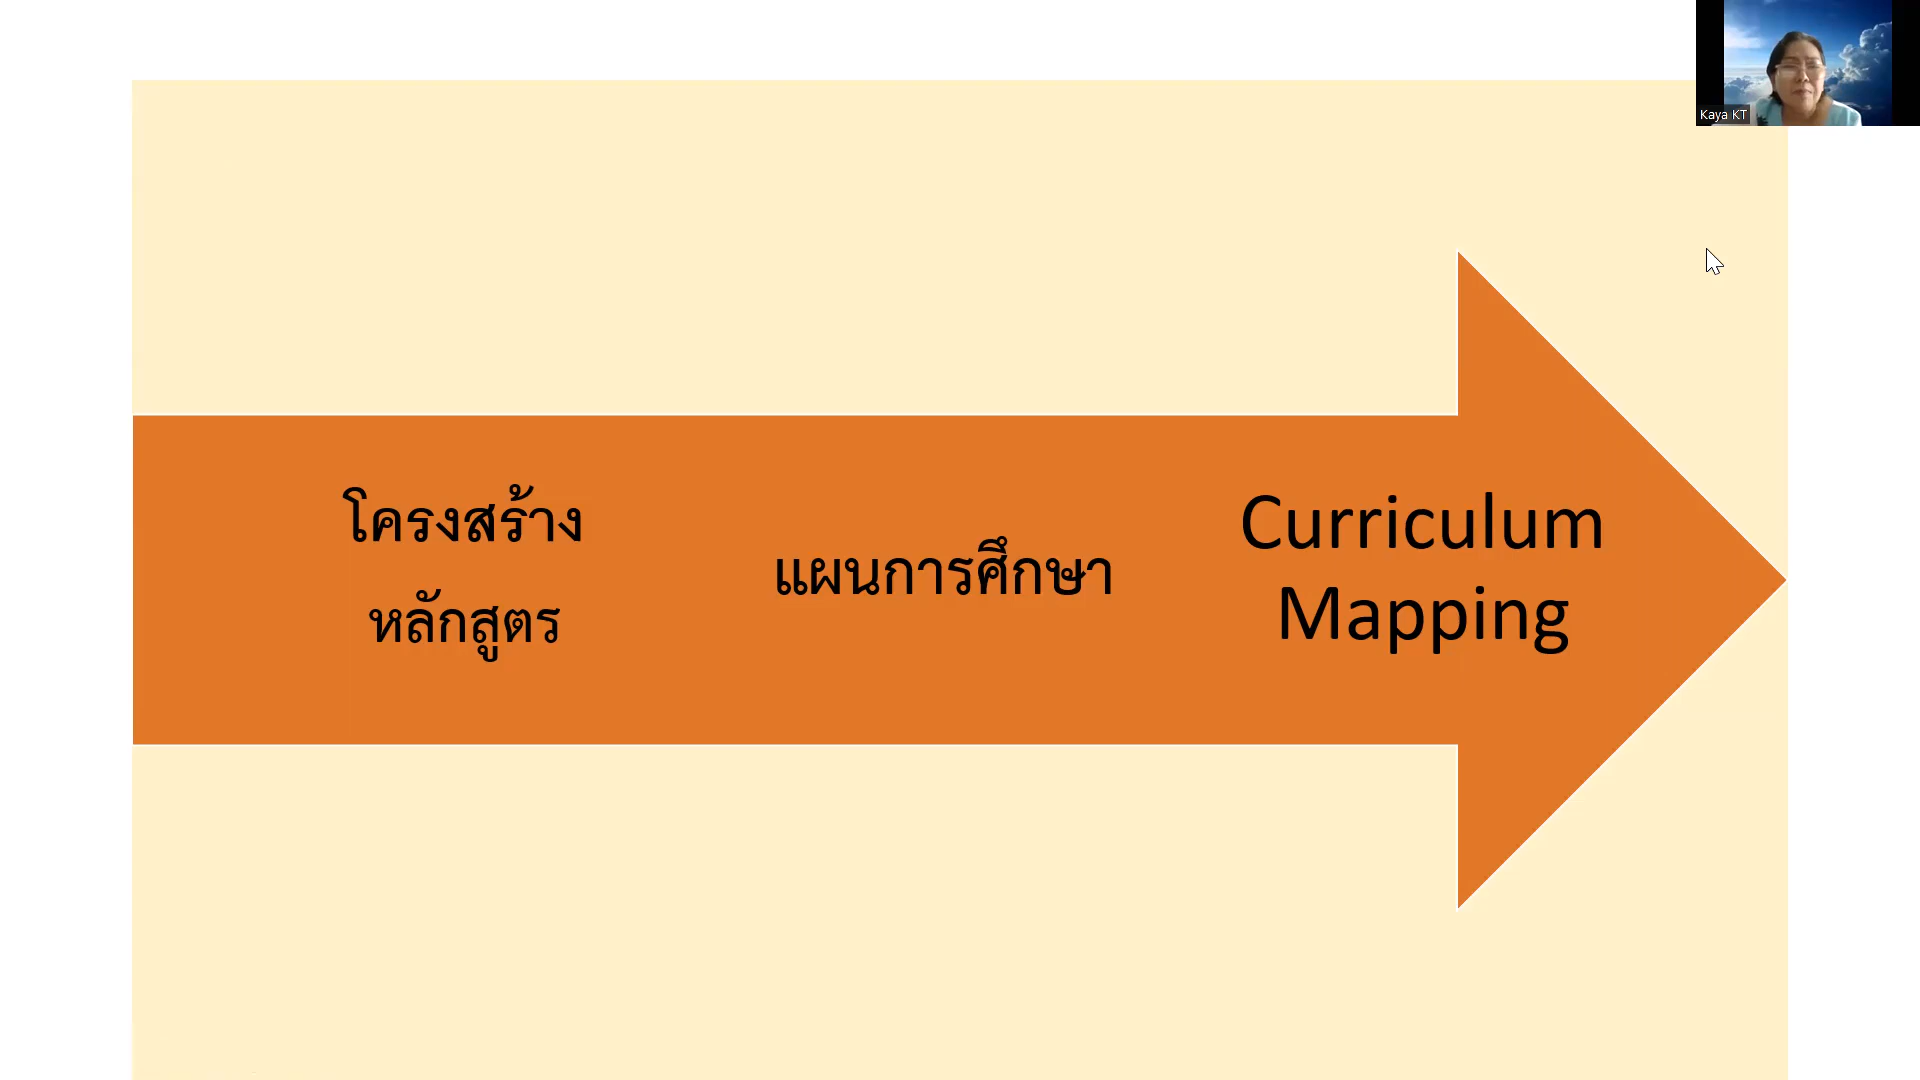 Kaya KT
โครงสร้าง
หลักสูตร
แผนการศึกษา
Curriculum
Mapping